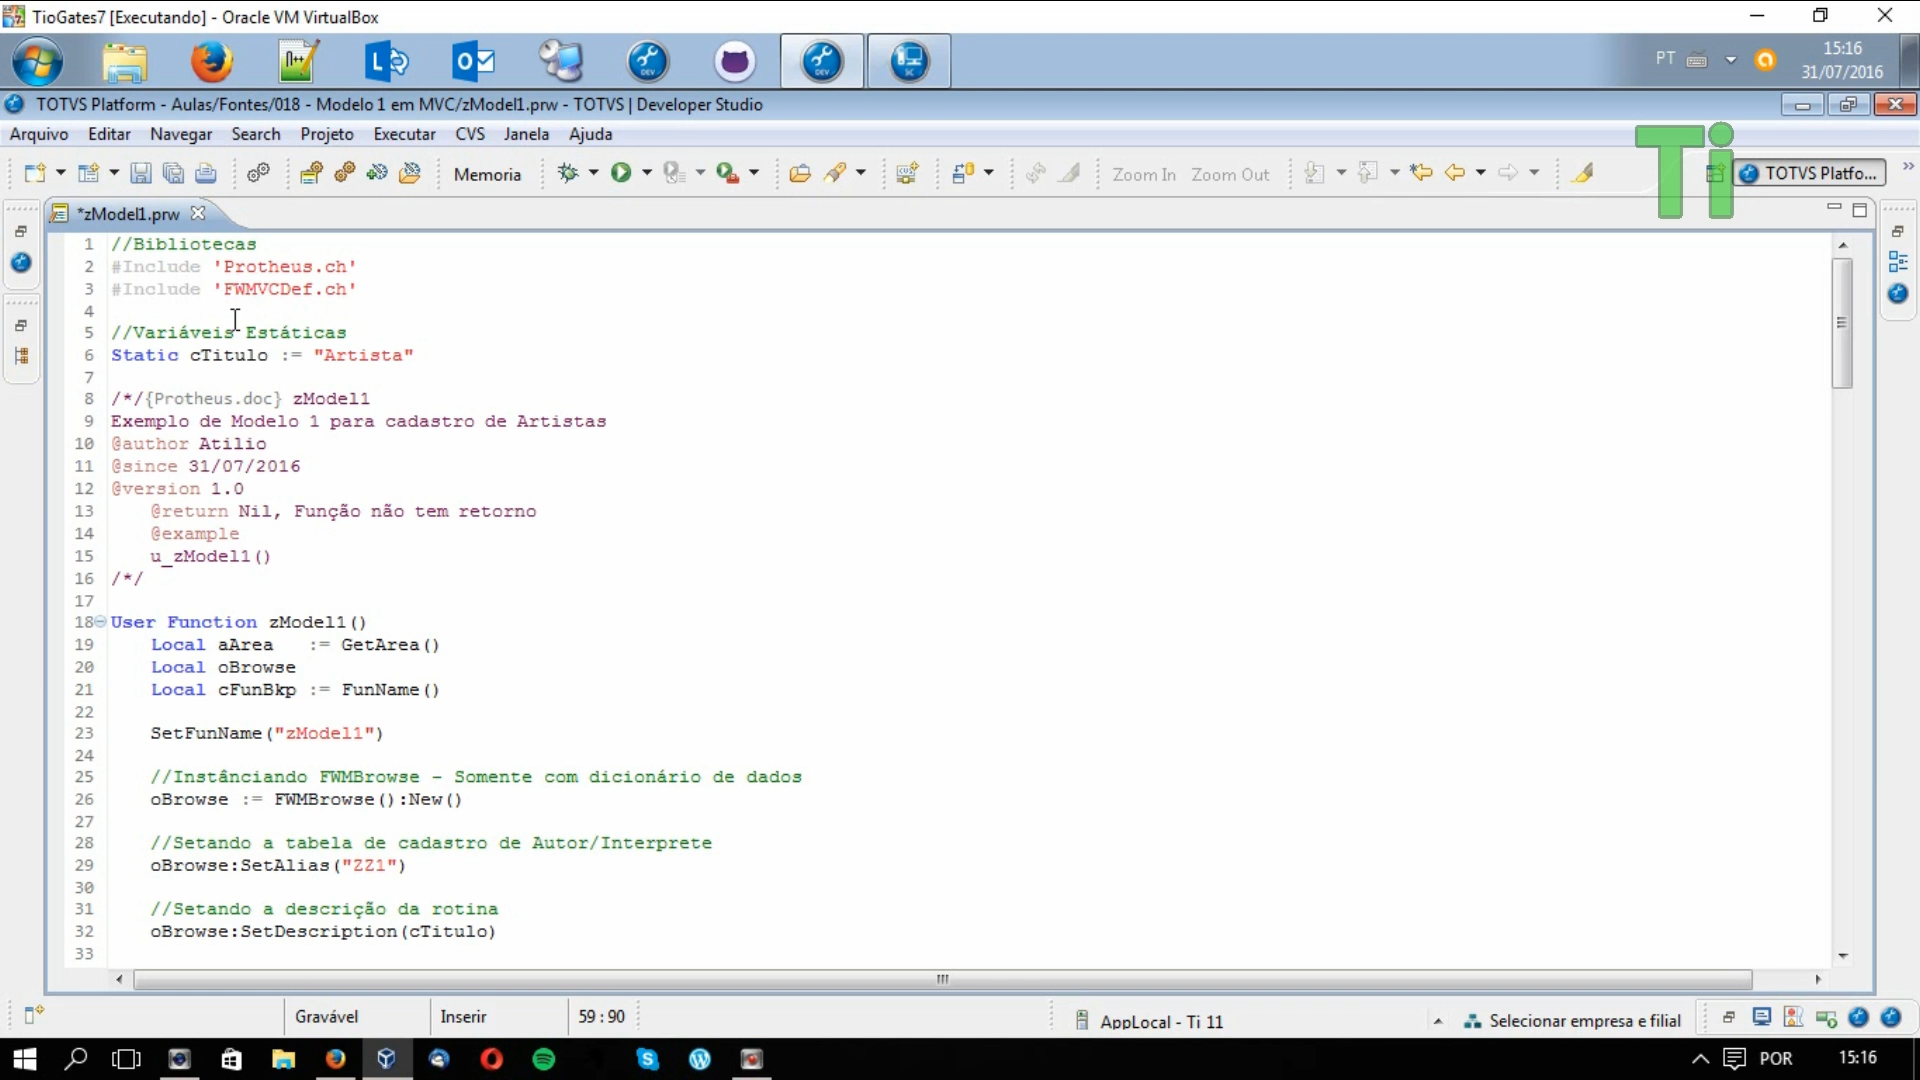 TioGates7 [Executando] - Oracle VM VirtualBox
n++
DEV
DEV
SC
PT
15:16
31/07/2016
TOTVS Platform - Aulas/Fontes/018 - Modelo 1 em MVC/zModel1.prw - TOTVS | Developer Studio
Arquivo Editar Navegar Search Projeto Executar CVS Janela Ajuda
Ti
Memoria
Zoom In Zoom Out
TOTVS Platfo...
*zModel1.prw
1 //Bibliotecas
2 #Include 'Protheus.ch'
3 #Include 'FWMVCDef.ch'
4
5 //Variáveis Estáticas
6 Static cTitulo := "Artista"
7
8 /*/{Protheus.doc} zModel1
9 Exemplo de Modelo 1 para cadastro de Artistas
10 @author Atilio
11 @since 31/07/2016
12 @version 1.0
13 @return Nil, Função não tem retorno
14 @example
15 u_zModel1()
16 /*/
17
18 User Function zModel1()
19 Local aArea := GetArea()
20 Local oBrowse
21 Local cFunBkp := FunName()
22
23 SetFunName("zModel1")
24
25 //Instânciando FWMBrowse - Somente com dicionário de dados
26 oBrowse := FWMBrowse():New()
27
28 //Setando a tabela de cadastro de Autor/Interprete
29 oBrowse:SetAlias("ZZ1")
30
31 //Setando a descrição da rotina
32 oBrowse:SetDescription(cTitulo)
33
Gravável Inserir 59 : 90 AppLocal - Ti 11 Selecionar empresa e filial
POR 15:16